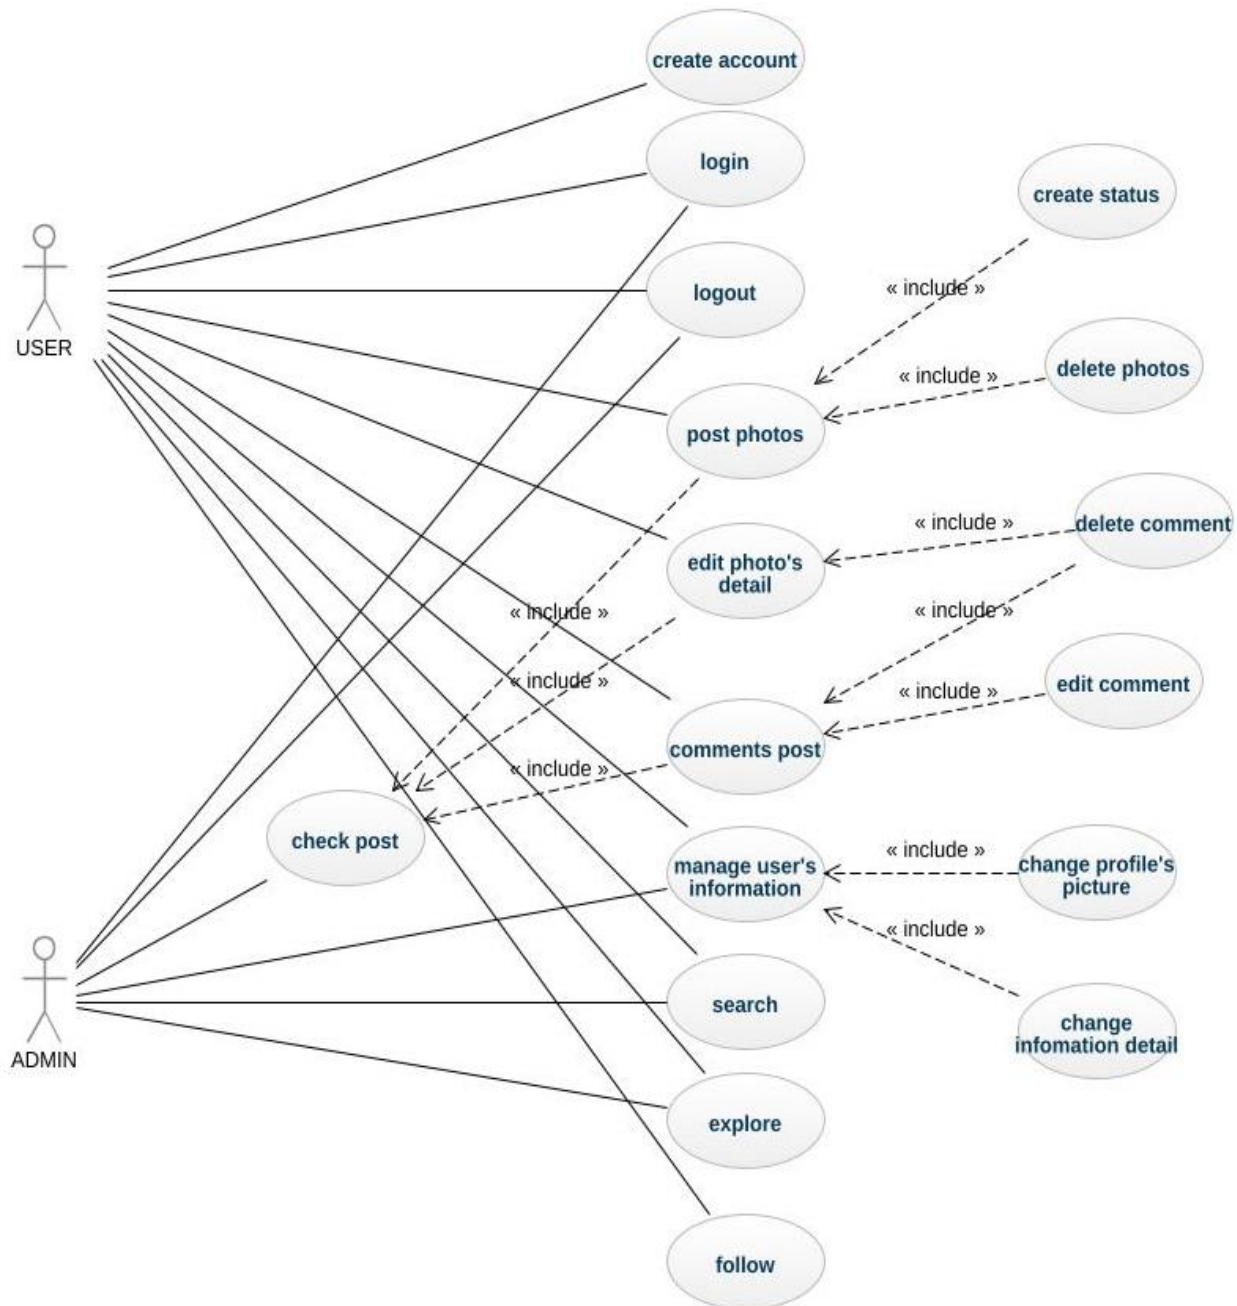 create account
login
create status
« include »
logout
USER
delete photos
« include »
post photos
delete comment
« include »
edit photo's
detail
« include »
« include »
« include »
edit comment
« include »
comments post
« include »
check post
« include »
manage user's
information
change profile's
picture
« include »
search
change
infomation detail
ADMIN
explore
follow